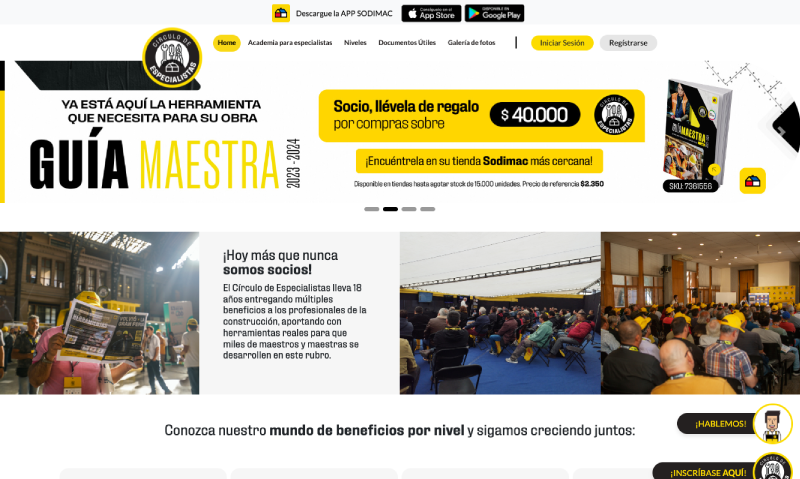 Descargue la APP SODIMAC
Consíguelo en el
App Store
DISPONIBLE EN
Google Play
CÍRCULO DE
ESPECIALISTAS
Home
Academia para especialistas
Niveles
Documentos Útiles
Galería de fotos
Iniciar Sesión
Registrarse
YA ESTÁ AQUÍ LA HERRAMIENTA
QUE NECESITA PARA SU OBRA
GUÍA MAESTRA
2023 - 2024
Socio, llévela de regalo
por compras sobre
$ 40.000
CÍRCULO DE
ESPECIALISTAS
¡Encuéntrela en su tienda Sodimac más cercana!
Disponible en tiendas hasta agotar stock de 15.000 unidades. Precio de referencia $2.350
GUÍA MAESTRA
SKU: 7361556
¡Hoy más que nunca
somos socios!
El Círculo de Especialistas lleva 18
años entregando múltiples
beneficios a los profesionales de la
construcción, aportando con
herramientas reales para que
miles de maestros y maestras se
desarrollen en este rubro.
Conozca nuestro mundo de beneficios por nivel y sigamos creciendo juntos:
¡HABLEMOS!
¡INSCRÍBASE AQUÍ!